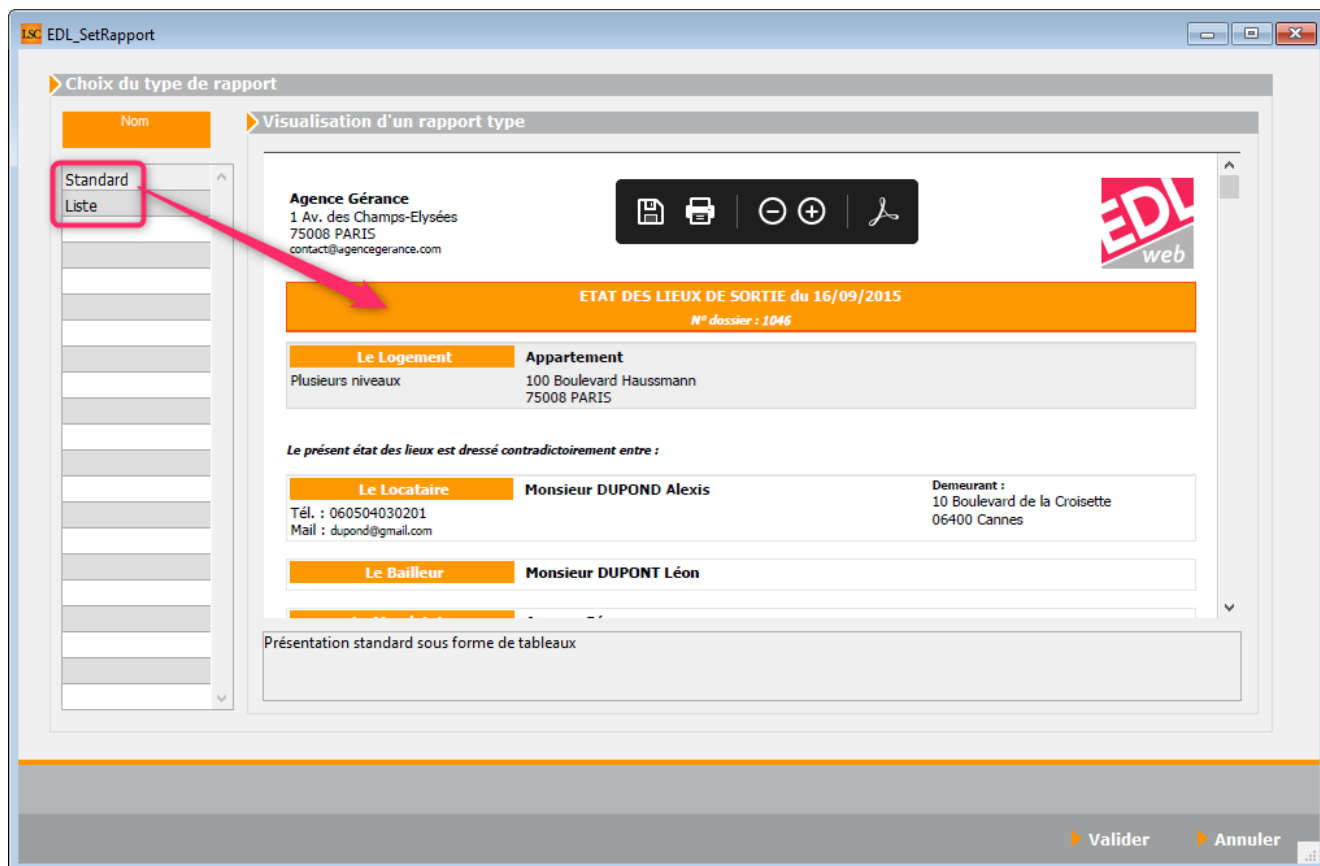 LSC EDL_SetRapport
Choix du type de rapport
Nom
Standard
Liste
Visualisation d'un rapport type
Agence Gérance
1 Av. des Champs-Elysées
75008 PARIS
contact@agencegerance.com
EDL
web
ETAT DES LIEUX DE SORTIE du 16/09/2015
N° dossier : 1046
Le Logement
Appartement
Plusieurs niveaux
100 Boulevard Haussmann
75008 PARIS
Le présent état des lieux est dressé contradictoirement entre :
Le Locataire
Monsieur DUPOND Alexis
Demeurant :
Tél. : 060504030201
10 Boulevard de la Croisette
Mail : dupond@gmail.com
06400 Cannes
Le Bailleur
Monsieur DUPONT Léon
Présentation standard sous forme de tableaux
Valider
Annuler